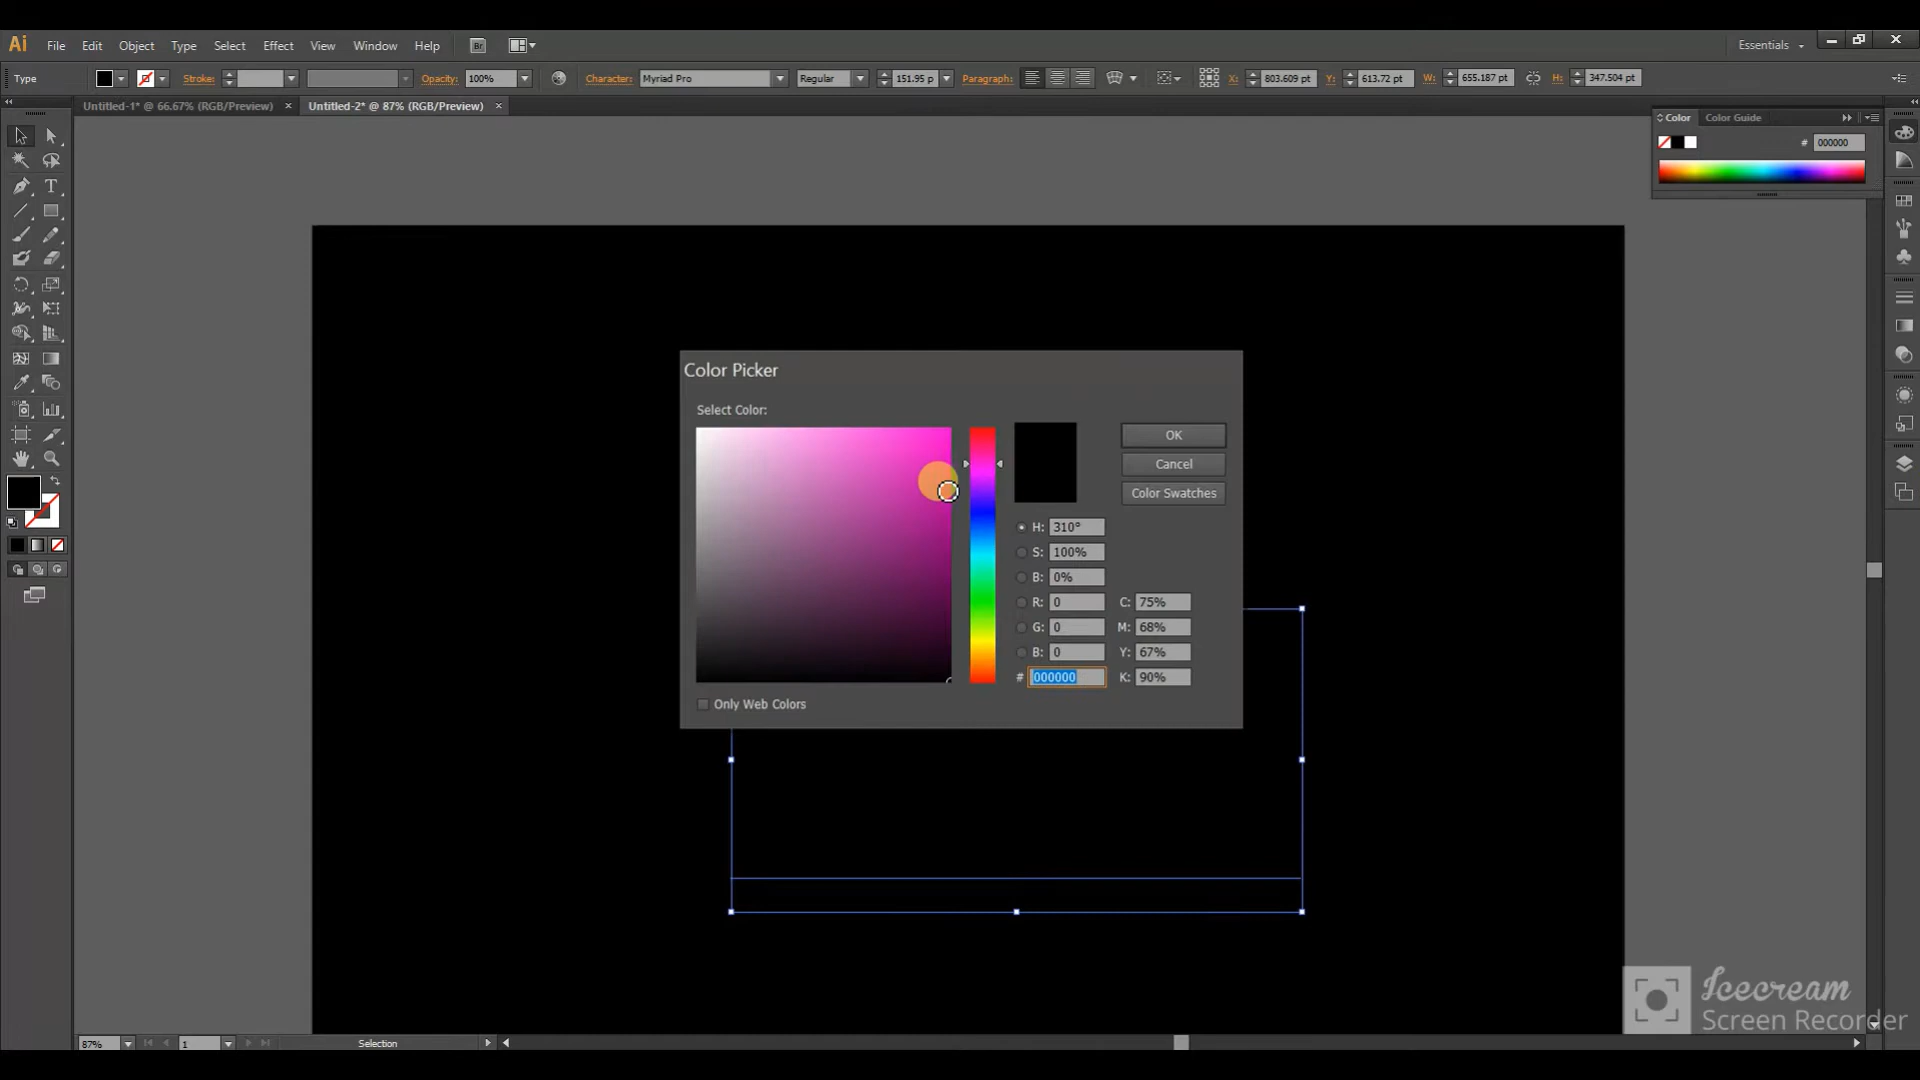 Ai File Edit Object Type Select Effect View Window Help Br Essentials
Type Stroke: Opacity: 100% Character: Myriad Pro Regular 151.95 p Paragraph: X: 803.609 pt Y: 613.72 pt W: 655.187 pt H: 347.504 pt
Untitled-1* @ 66.67% (RGB/Preview) × Untitled-2* @ 87% (RGB/Preview) ×
Color Color Guide
# 000000
Color Picker
Select Color:
OK
Cancel
Color Swatches
H: 310°
S: 100%
B: 0%
R: 0 C: 75%
G: 0 M: 68%
B: 0 Y: 67%
# 000000 K: 90%
Only Web Colors
Icecream
Screen Recorder
87% 1 Selection